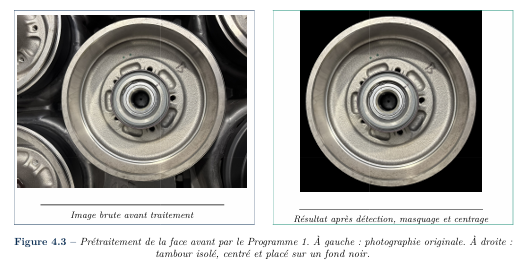 Image brute avant traitement
Résultat après détection, masquage et centrage
Figure 4.3 – Prétraitement de la face avant par le Programme 1. À gauche : photographie originale. À droite :
tambour isolé, centré et placé sur un fond noir.